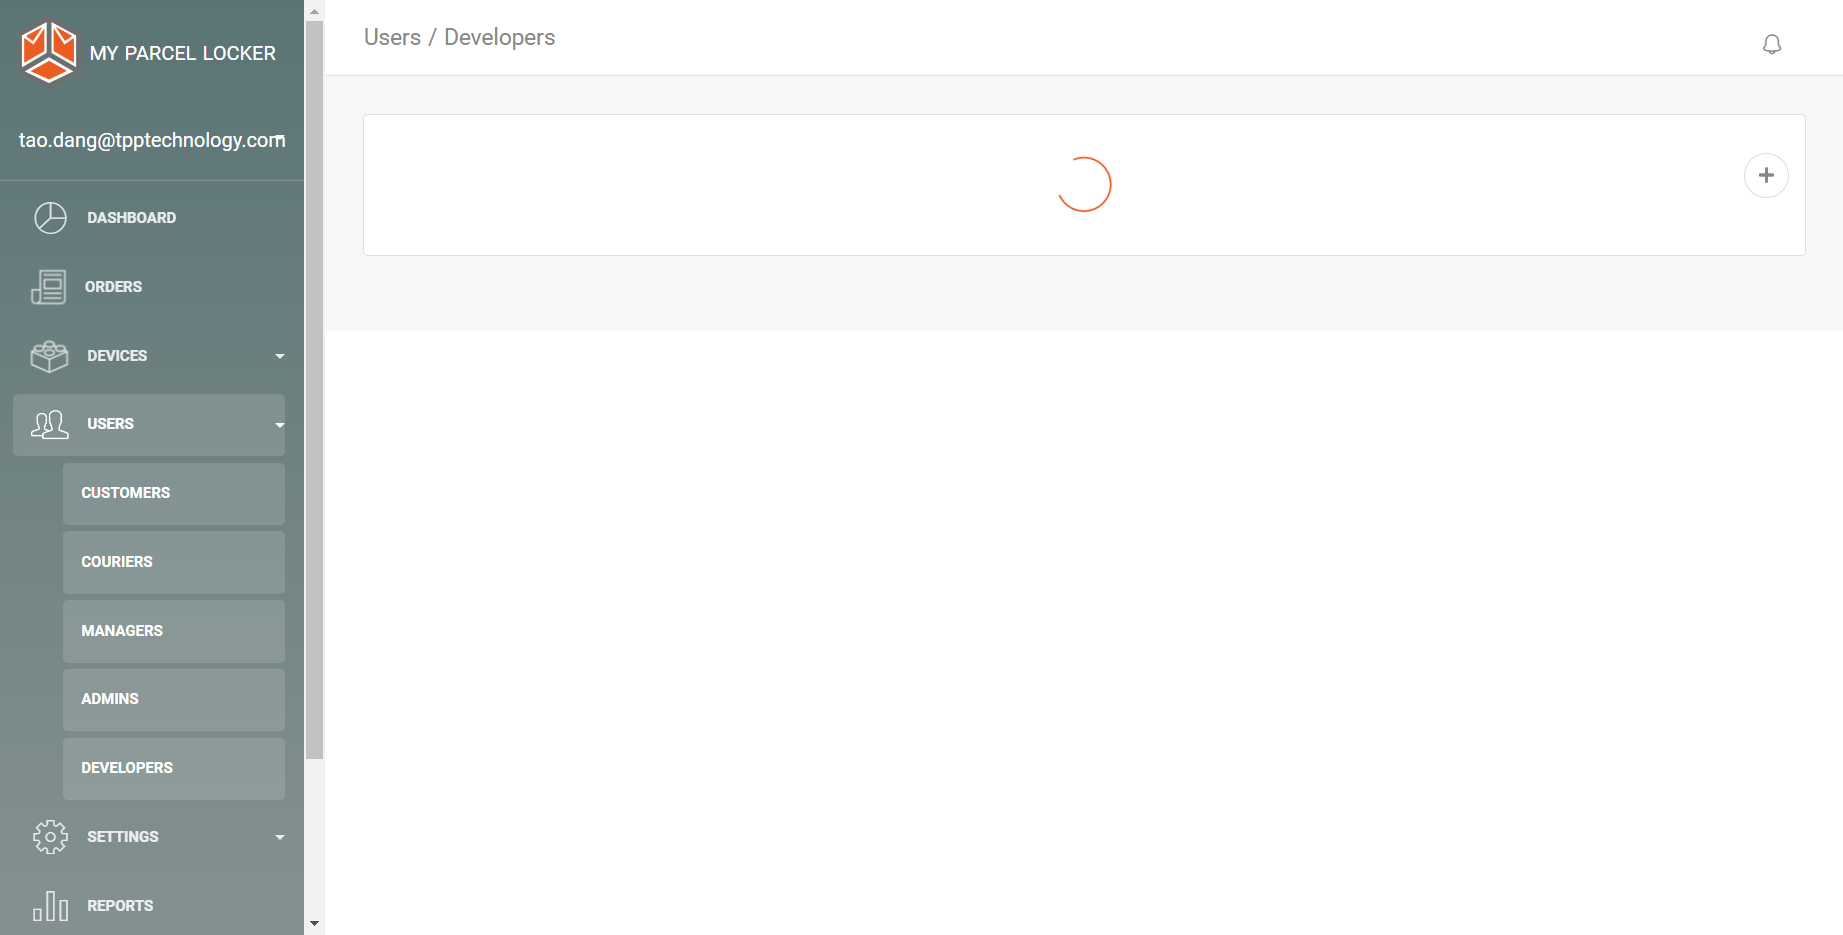 MY PARCEL LOCKER
tao.dang@tpptechnology.com
DASHBOARD
ORDERS
DEVICES
USERS
CUSTOMERS
COURIERS
MANAGERS
ADMINS
DEVELOPERS
SETTINGS
REPORTS
Users / Developers